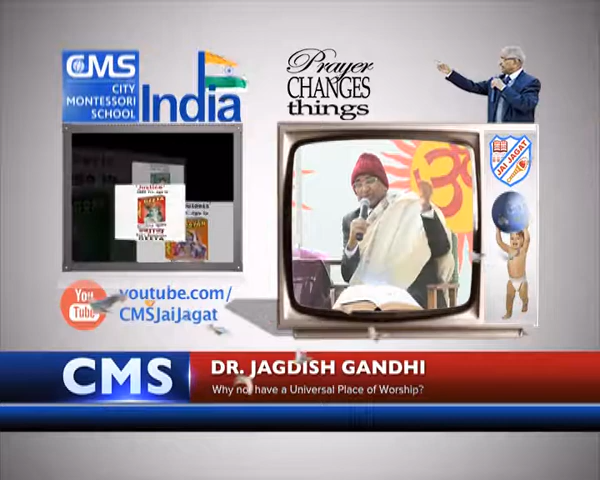 CMS
CITY
MONTESSORI
SCHOOL
India
Prayer
CHANGES
things
"Justice"
JAI JAGAT
You
Tube
youtube.com/
CMSJaiJagat
CMS
DR. JAGDISH GANDHI
Why not have a Universal Place of Worship?